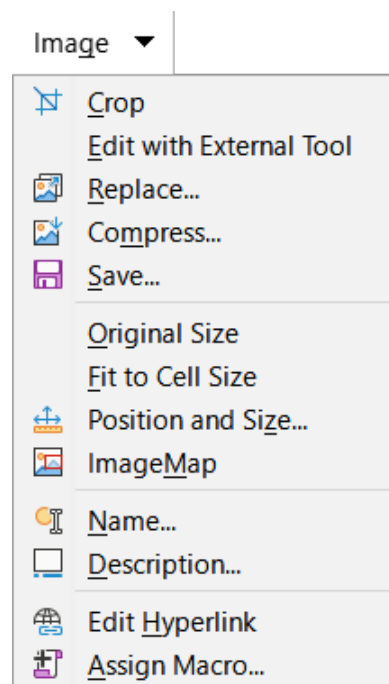 Image
Crop
Edit with External Tool
Replace...
Compress...
Save...
Original Size
Fit to Cell Size
Position and Size...
ImageMap
Name...
Description...
Edit Hyperlink
Assign Macro...